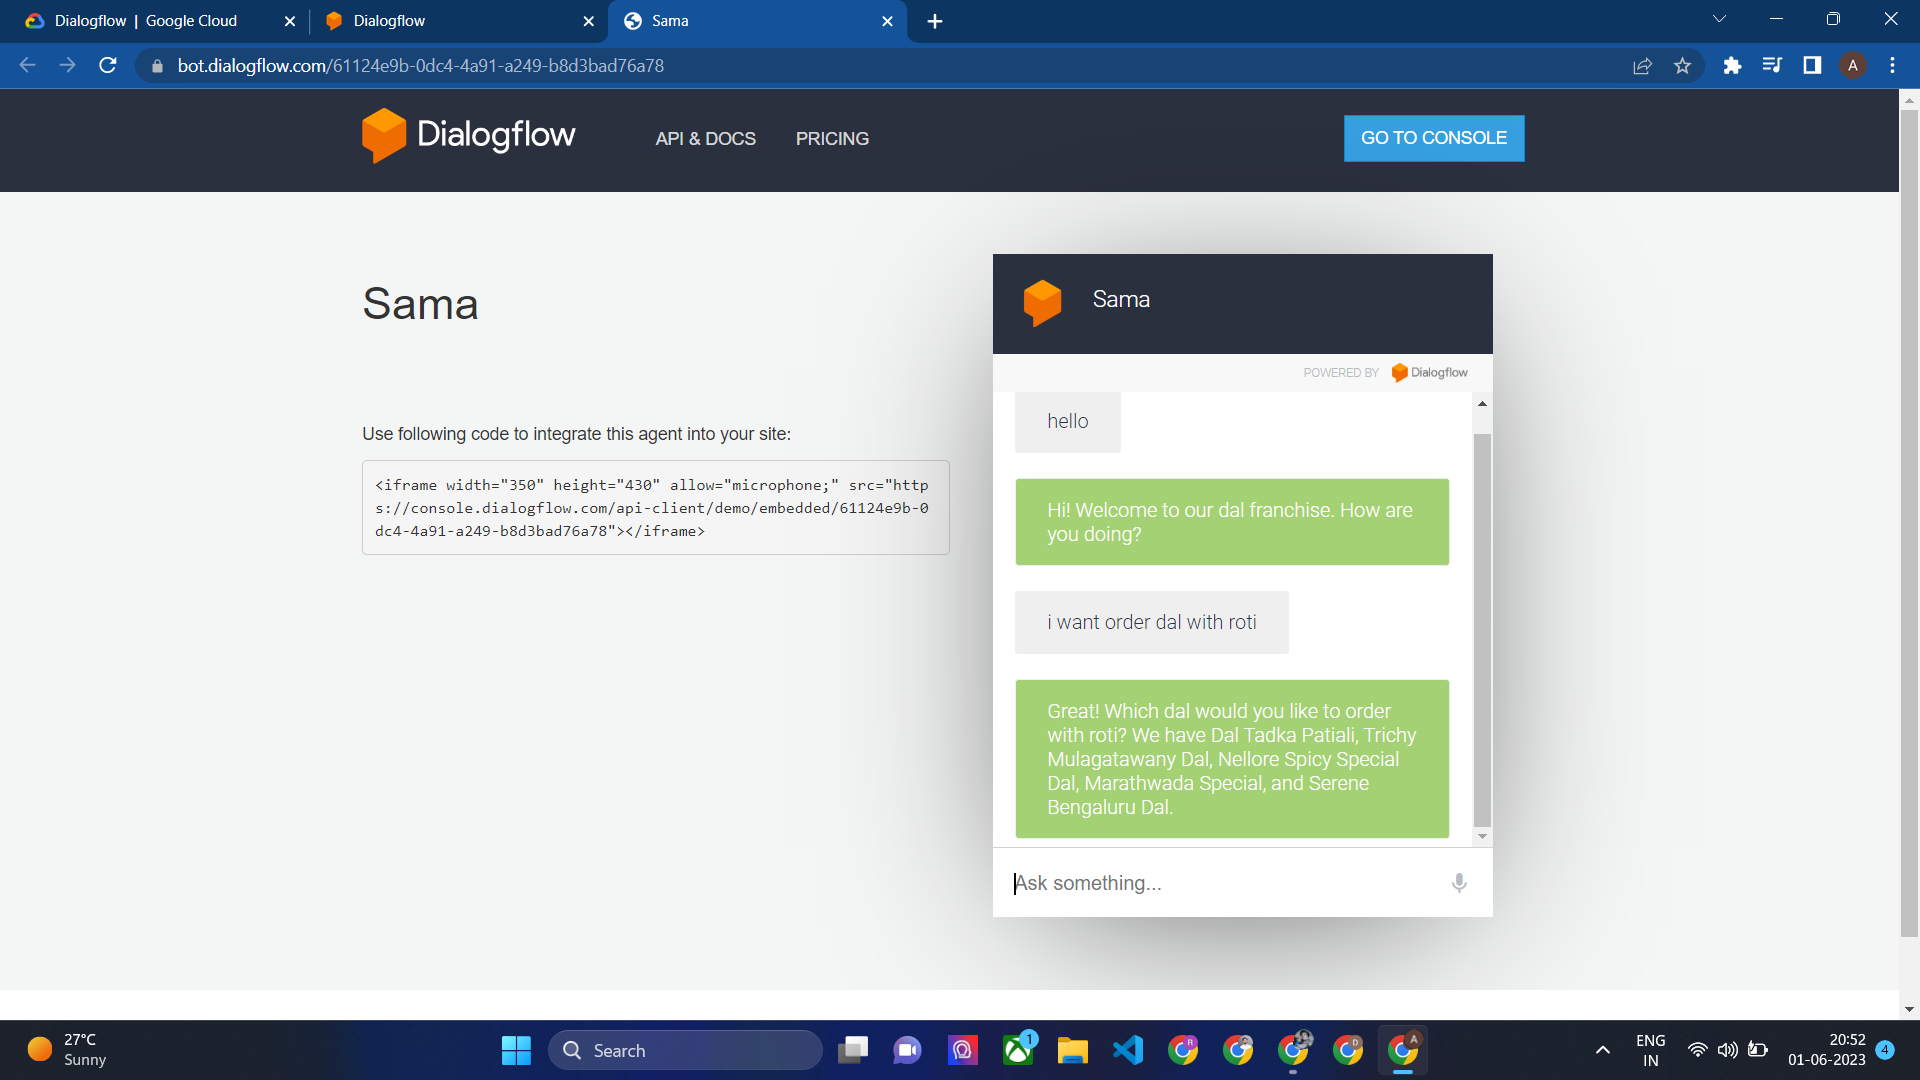 Dialogflow | Google Cloud
Dialogflow
Sama
bot.dialogflow.com/61124e9b-0dc4-4a91-a249-b8d3bad76a78
A
Dialogflow
API & DOCS
PRICING
GO TO CONSOLE
Sama
Use following code to integrate this agent into your site:
<iframe width="350" height="430" allow="microphone;" src="http
s://console.dialogflow.com/api-client/demo/embedded/61124e9b-0
dc4-4a91-a249-b8d3bad76a78"></iframe>
Sama
POWERED BY Dialogflow
hello
Hi! Welcome to our dal franchise. How are
you doing?
i want order dal with roti
Great! Which dal would you like to order
with roti? We have Dal Tadka Patiali, Trichy
Mulagatawany Dal, Nellore Spicy Special
Dal, Marathwada Special, and Serene
Bengaluru Dal.
Ask something...
27°C
Sunny
Search
1
R
D
A
ENG
IN
20:52
01-06-2023
4